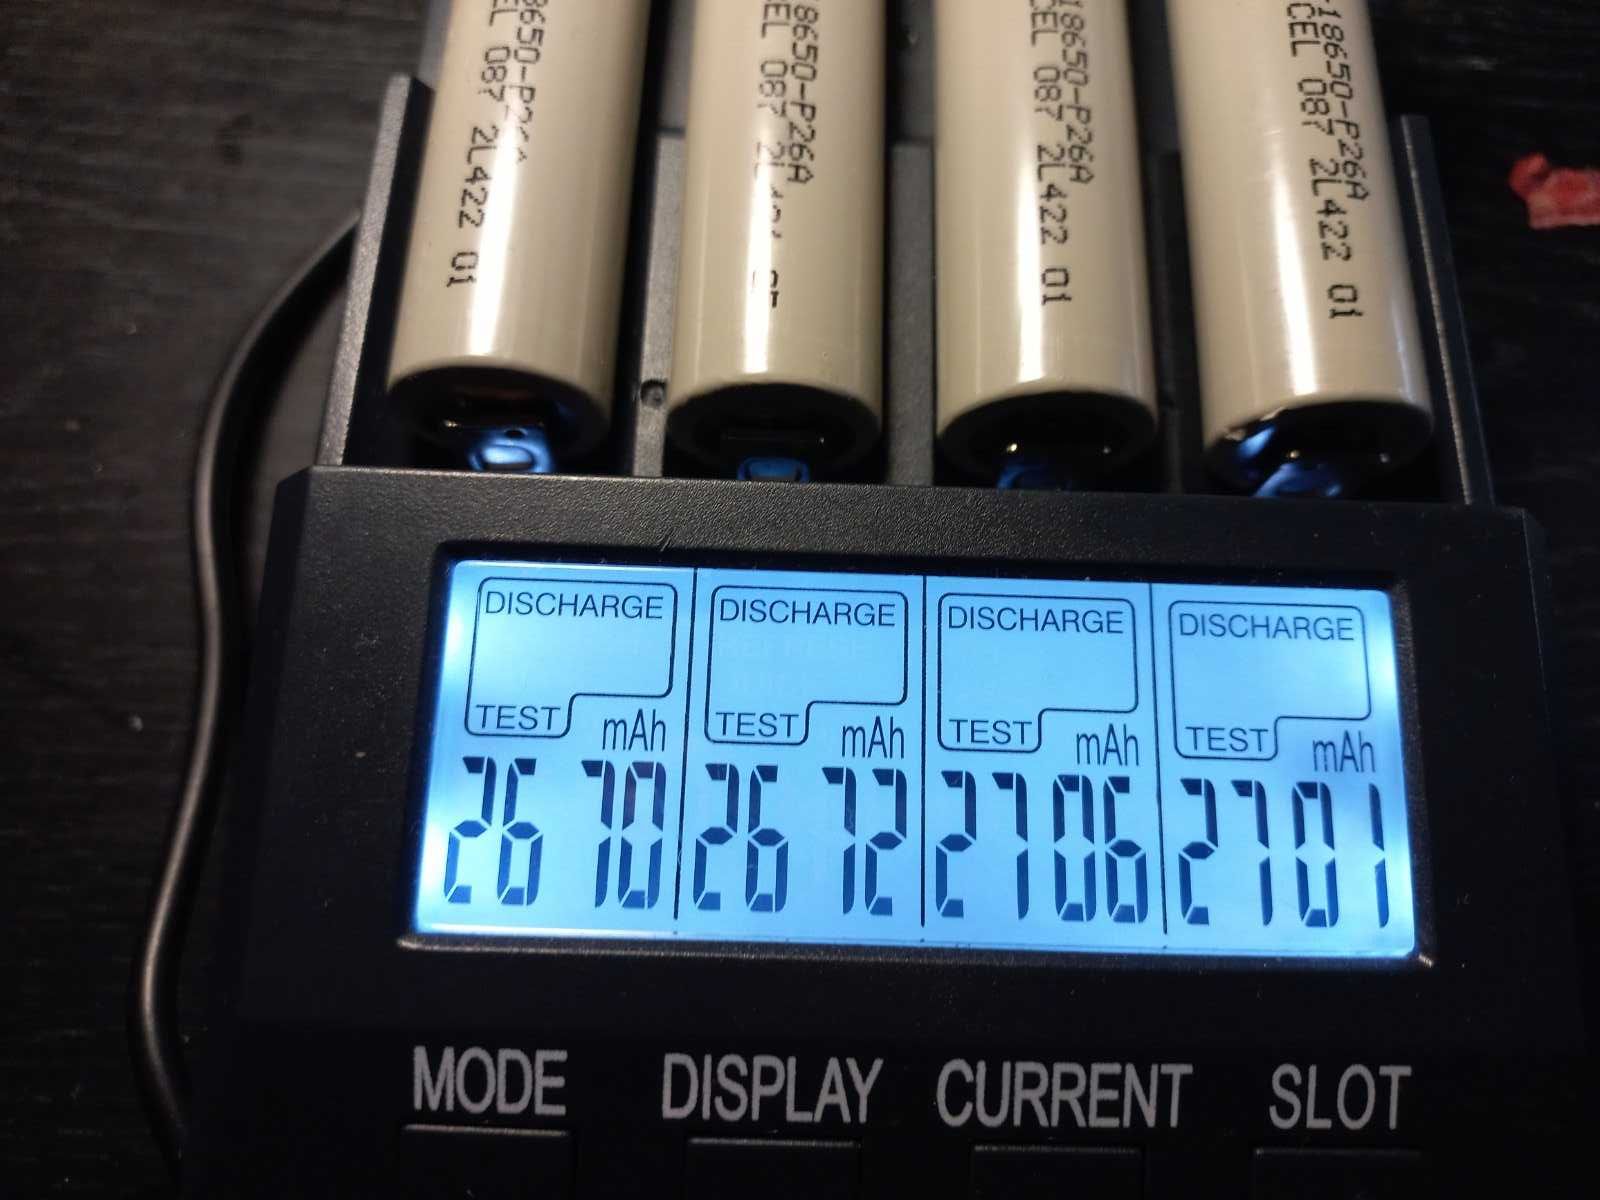 8650-P26A
CEL 087 2L422 01
18650-P26A
CEL 087
-18650-P26A
CEL 087 2L422 01
-18650-P26A
CEL 087 2L422 01
DISCHARGE DISCHARGE DISCHARGE DISCHARGE
TEST TEST TEST TEST
mAh mAh mAh mAh
2670 2672 2706 2701
MODE DISPLAY CURRENT SLOT